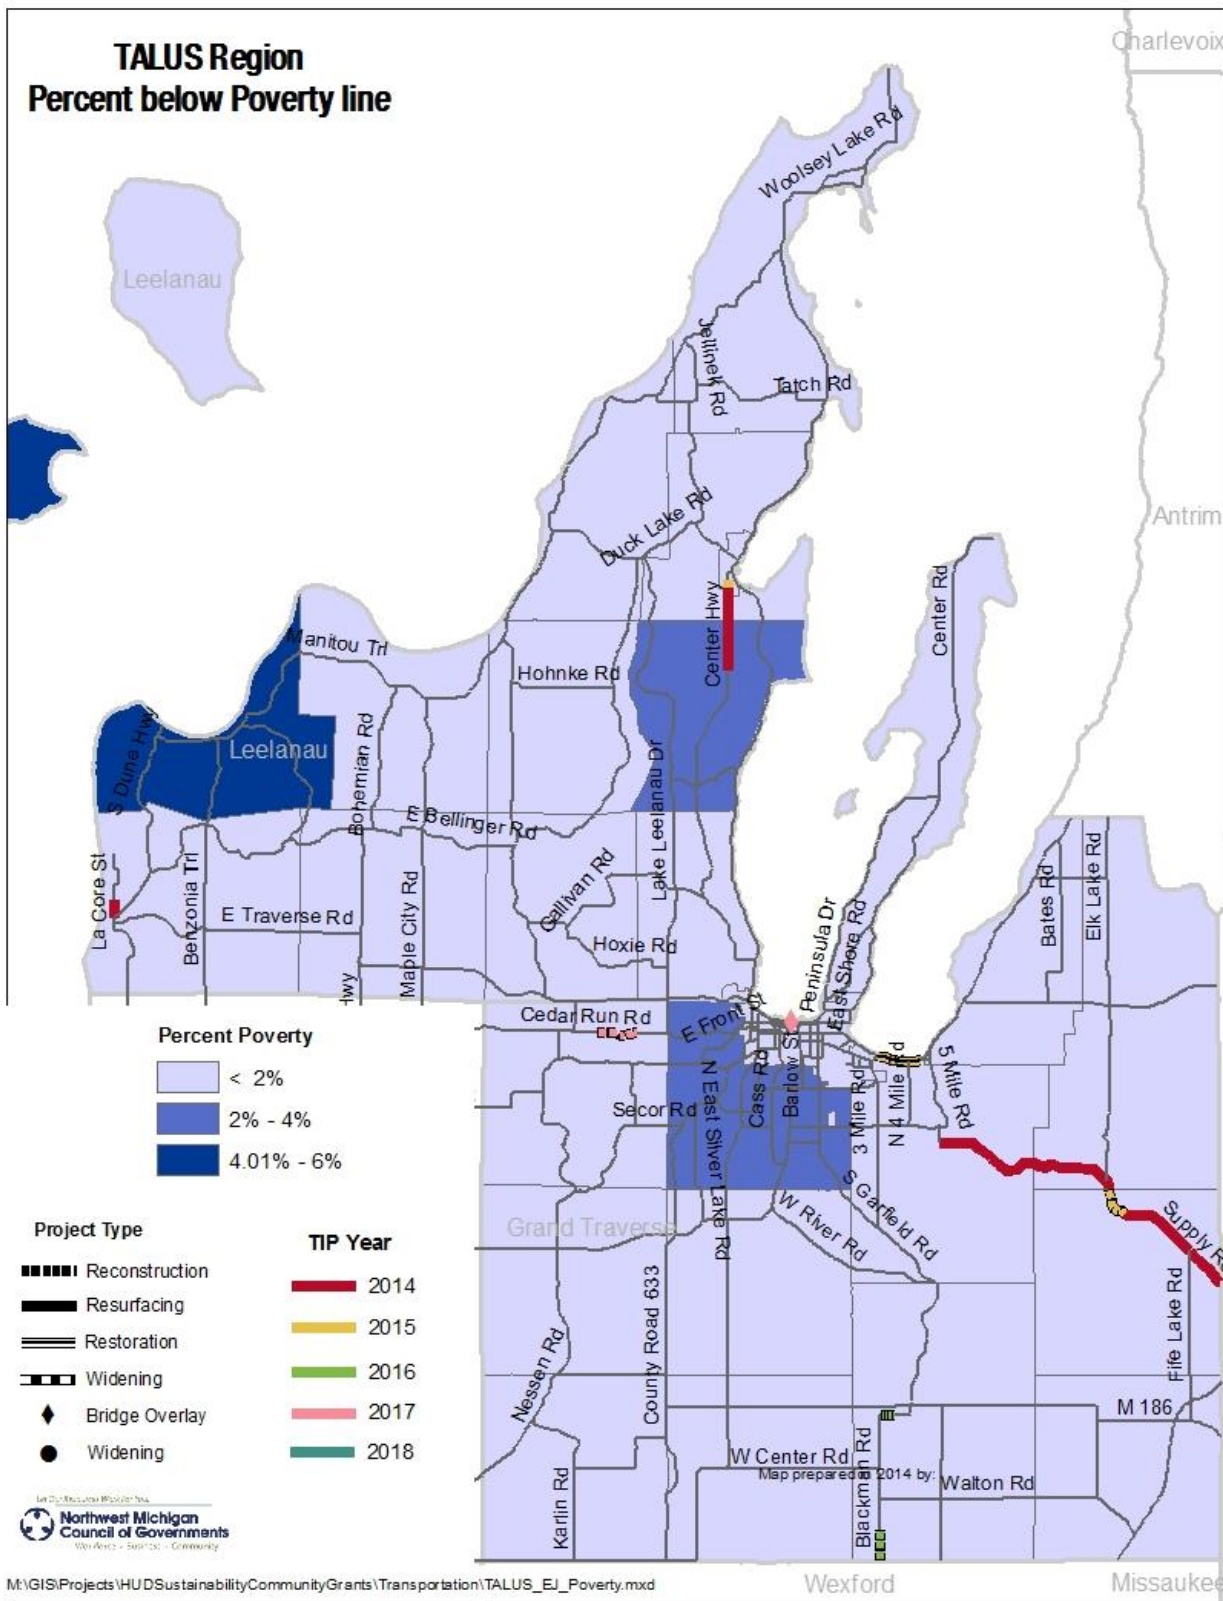 TALUS Region
Percent below Poverty line
Charlevoix
Woolsey Lake Rd
Leelanau
Jellinek Rd
Tatch Rd
Duck Lake Rd
Antrim
Center Hwy
Center Rd
Manitou Trl
Hohnke Rd
S Dune Hwy
Leelanau
Bohemian Rd
Lake Leelanau Dr
E Bellinger Rd
La Core St
Benzonia Trl
E Traverse Rd
Maple City Rd
Gallivan Rd
Hoxie Rd
Peninsula Dr
East Shore Rd
Bates Rd
Elk Lake Rd
Hwy
Cedar Run Rd
E Front St
Barlow St
Cass Rd
N East Silver Lake Rd
Secor Rd
3 Mile Rd
N 4 Mile Rd
5 Mile Rd
Percent Poverty
< 2%
2% - 4%
4.01% - 6%
Grand Traverse
W River Rd
S Garfield Rd
Supply Rd
Project Type
Reconstruction
Resurfacing
Restoration
Widening
Bridge Overlay
Widening
TIP Year
2014
2015
2016
2017
2018
County Road 633
Nessen Rd
Fife Lake Rd
M 186
W Center Rd
Map prepared in 2014 by:
Walton Rd
Karlin Rd
Blackman Rd
Northwest Michigan
Council of Governments
Workforce - Business - Community
M:\GIS\Projects\HUDSustainabilityCommunityGrants\Transportation\TALUS_EJ_Poverty.mxd
Wexford
Missaukee